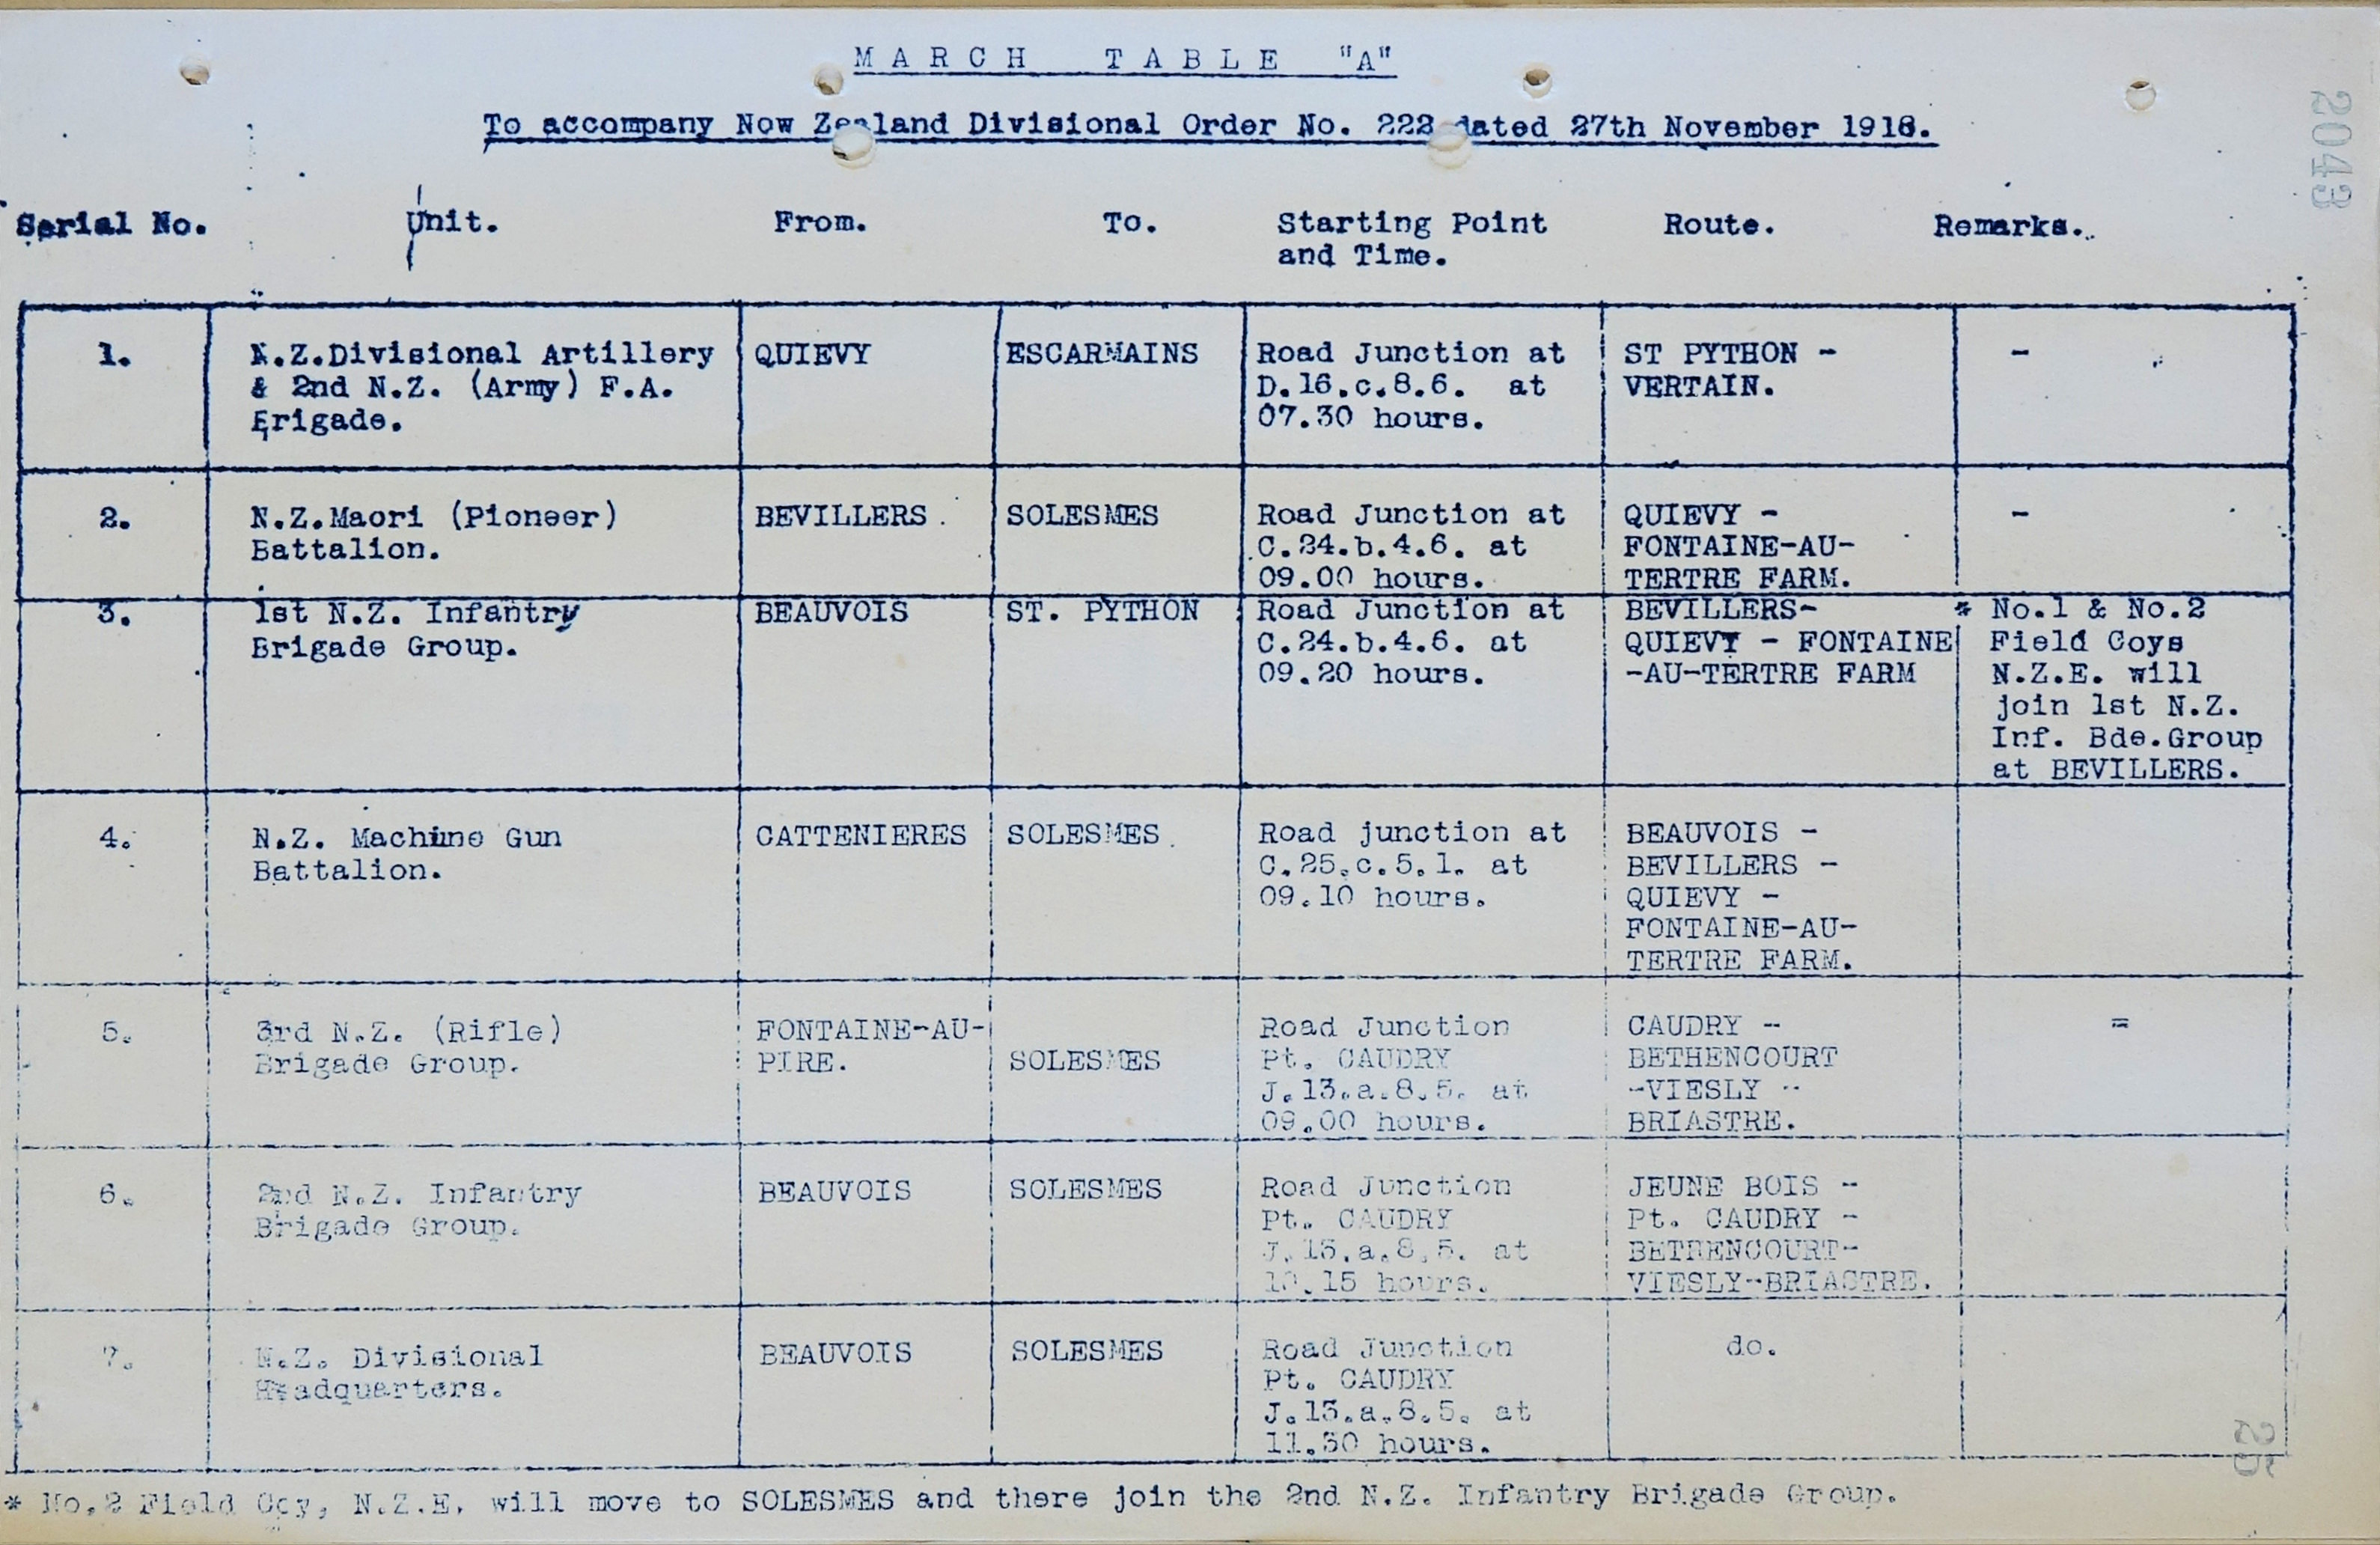 MARCH TABLE "A"
To accompany Now Zealand Divisional Order No. 222 dated 27th November 1918.
2043
Serial No. Unit. From. To. Starting Point and Time. Route. Remarks.
1.
N.Z.Divisional Artillery
& 2nd N.Z. (Army) F.A.
Brigade.
QUIEVY
ESCARMAINS
Road Junction at
D.16.c.8.6. at
07.30 hours.
ST PYTHON -
VERTAIN.
-
2.
N.Z.Maori (Pioneer)
Battalion.
BEVILLERS.
SOLESMES
Road Junction at
C.24.b.4.6. at
09.00 hours.
QUIEVY -
FONTAINE-AU-
TERTRE FARM.
-
3.
1st N.Z. Infantry
Brigade Group.
BEAUVOIS
ST. PYTHON
Road Junction at
C.24.b.4.6. at
09.20 hours.
BEVILLERS-
QUIEVY - FONTAINE
-AU-TERTRE FARM
* No.1 & No.2
Field Coys
N.Z.E. will
join 1st N.Z.
Inf. Bde.Group
at BEVILLERS.
4.
N.Z. Machine Gun
Battalion.
CATTENIERES
SOLESMES.
Road junction at
C.25.c.5.1. at
09.10 hours.
BEAUVOIS -
BEVILLERS -
QUIEVY -
FONTAINE-AU-
TERTRE FARM.
5.
3rd N.Z. (Rifle)
Brigade Group.
FONTAINE-AU-
PIRE.
SOLESMES
Road Junction
Pt. CAUDRY
J.13.a.8.5. at
09.00 hours.
CAUDRY -
BETHENCOURT
-VIESLY -
BRIASTRE.
=
6.
2nd N.Z. Infantry
Brigade Group.
BEAUVOIS
SOLESMES
Road Junction
Pt. CAUDRY
J.13.a.8.5. at
10.15 hours.
JEUNE BOIS -
Pt. CAUDRY -
BETHENCOURT-
VIESLY-BRIASTRE.
7.
N.Z. Divisional
Headquarters.
BEAUVOIS
SOLESMES
Road Junction
Pt. CAUDRY
J.13.a.8.5. at
11.30 hours.
do.
25
* No.2 Field Coy, N.Z.E. will move to SOLESMES and there join the 2nd N.Z. Infantry Brigade Group.